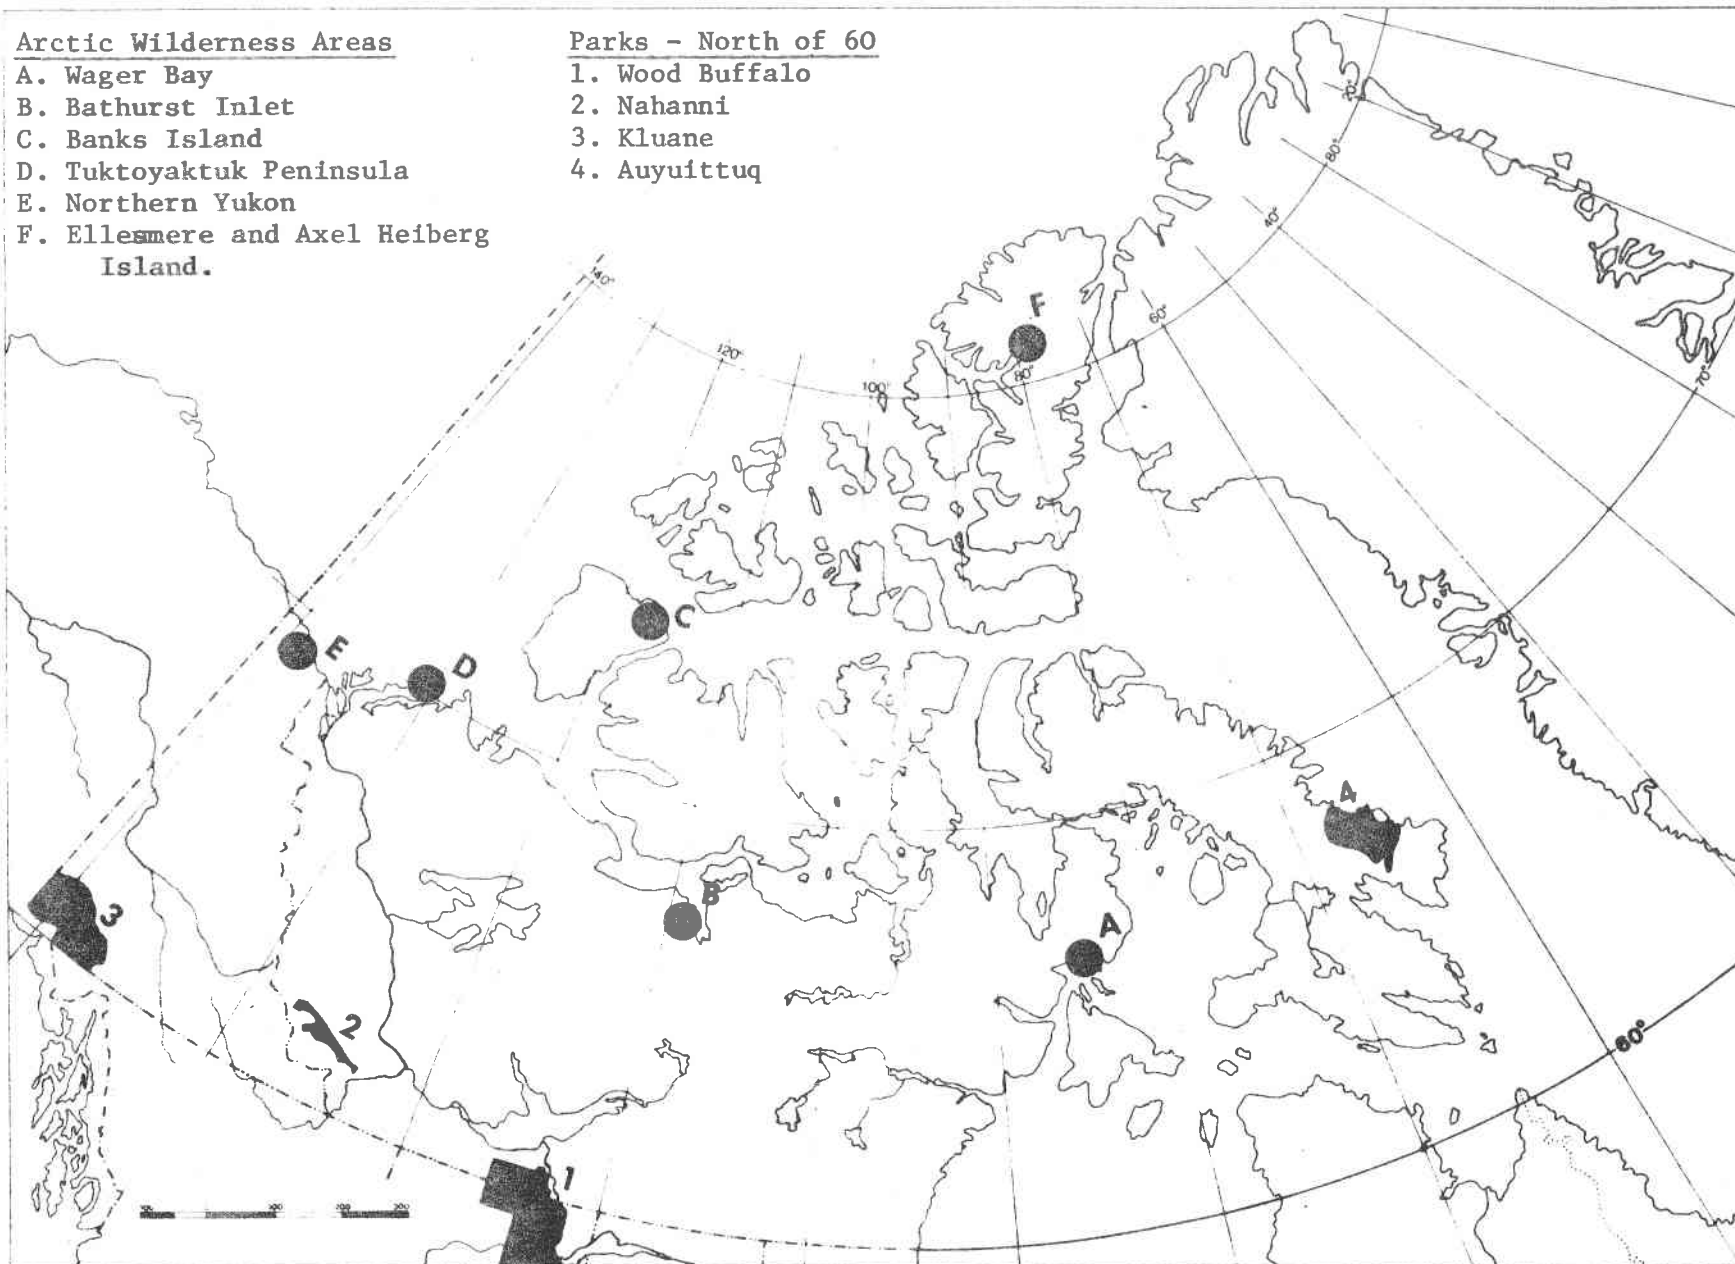 Arctic Wilderness Areas
A. Wager Bay
B. Bathurst Inlet
C. Banks Island
D. Tuktoyaktuk Peninsula
E. Northern Yukon
F. Ellesmere and Axel Heiberg
Island.
Parks - North of 60
1. Wood Buffalo
2. Nahanni
3. Kluane
4. Auyuittuq
20°
80°
40°
60°
140°
120°
100°
80°
70°
F
C
E
D
4
B
A
3
2
60°
1